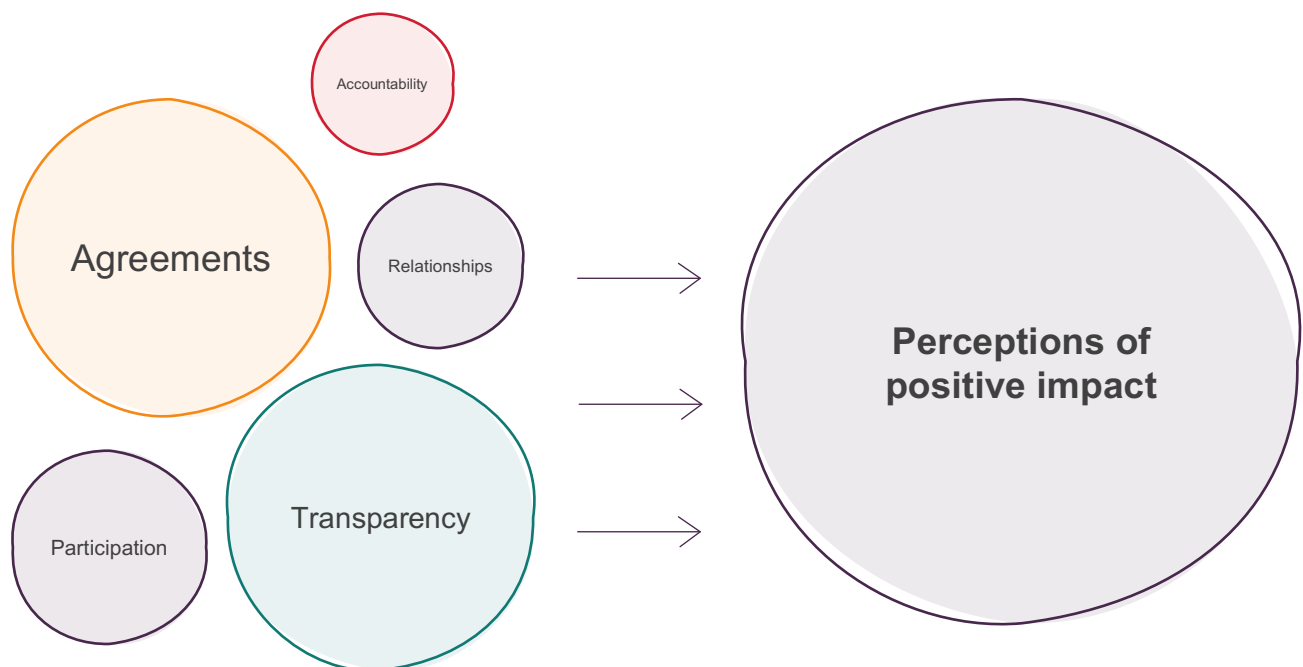 Accountability
Agreements
Relationships
Perceptions of
positive impact
Transparency
Participation